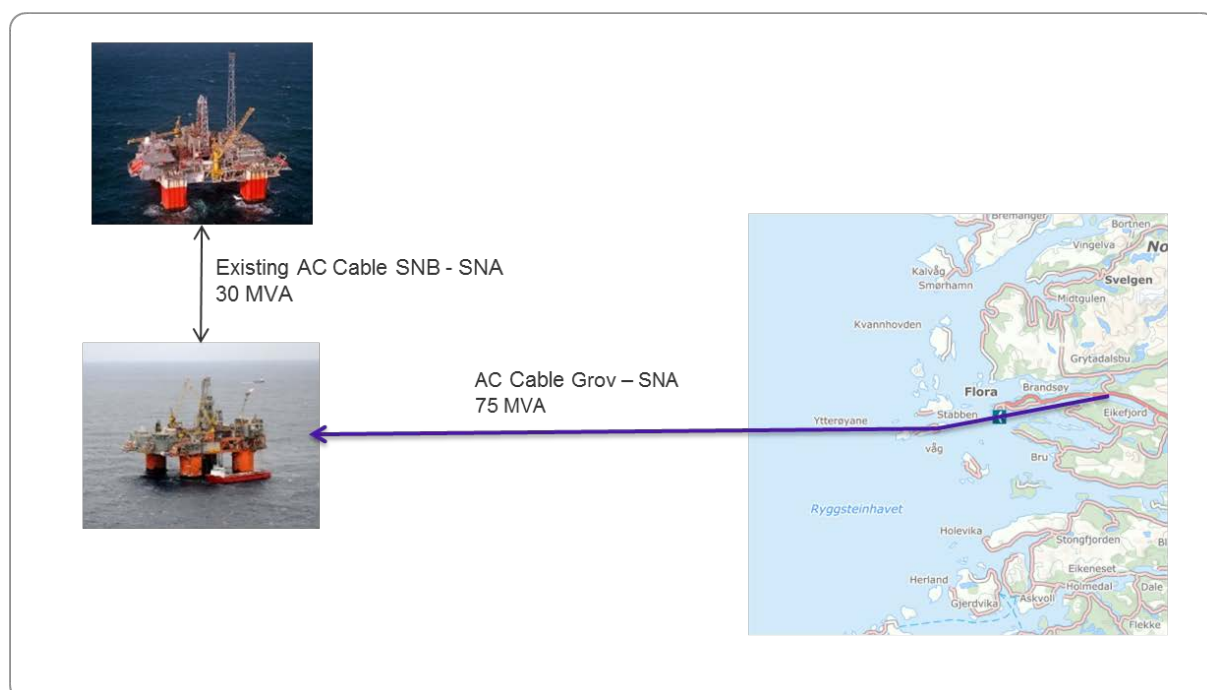 Existing AC Cable SNB - SNA
30 MVA
AC Cable Grov – SNA
75 MVA
Bremanger
Bortnen
Vingelva
No
Kalvåg
Smørhamn
Svelgen
Midtgulen
Kvannhovden
Grytadalsbu
Flora
Brandsøy
Stabben
Eikefjord
Ytterøyane
våg
Bru
Ryggsteinhavet
Holevika
Stongfjorden
Eikeneset
Herland
Holmedal
Dale
Askvoll
Gjerdvika
Flekke